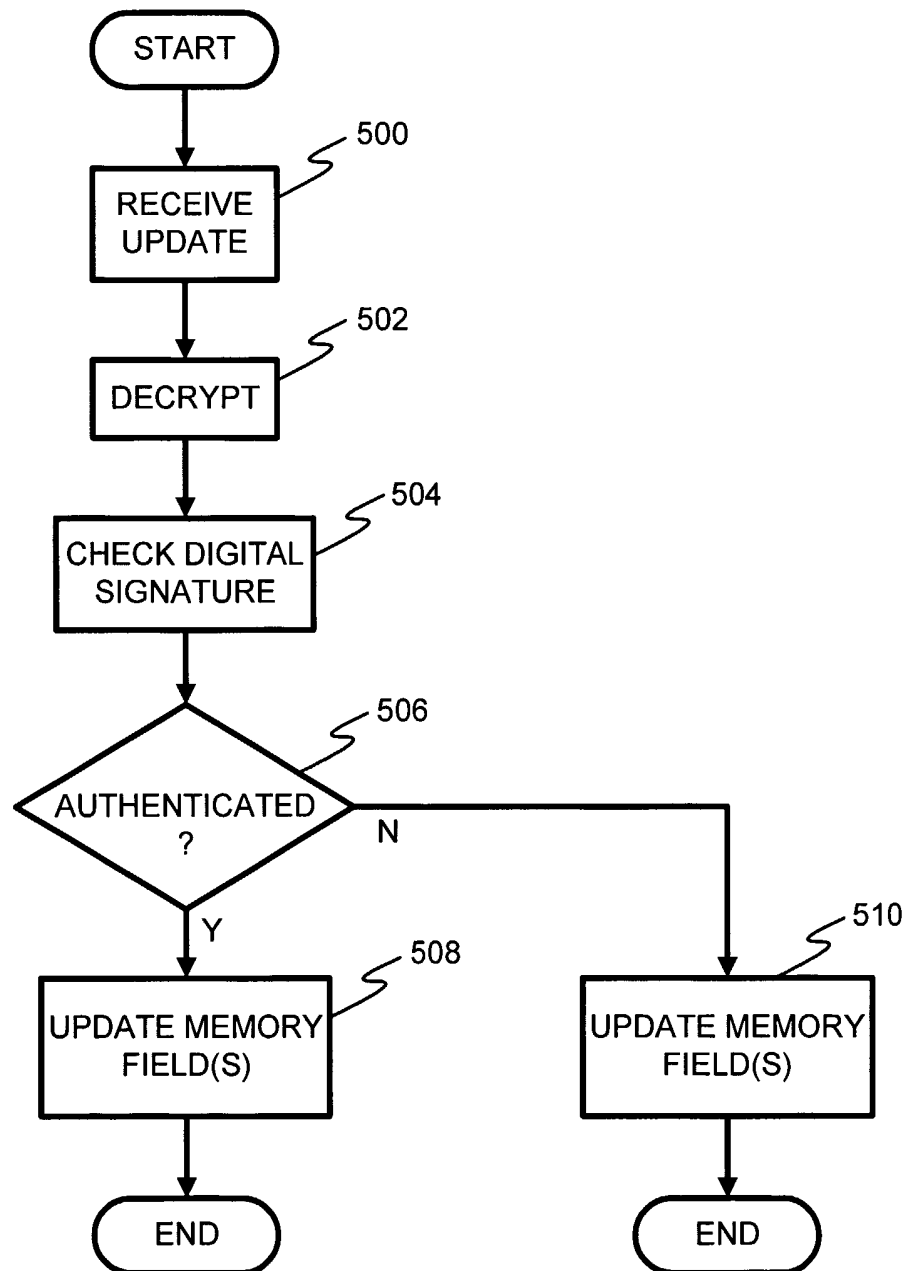 START
500
RECEIVE
UPDATE
502
DECRYPT
504
CHECK DIGITAL
SIGNATURE
506
AUTHENTICATED
?
N
Y
508
510
UPDATE MEMORY
FIELD(S)
UPDATE MEMORY
FIELD(S)
END
END